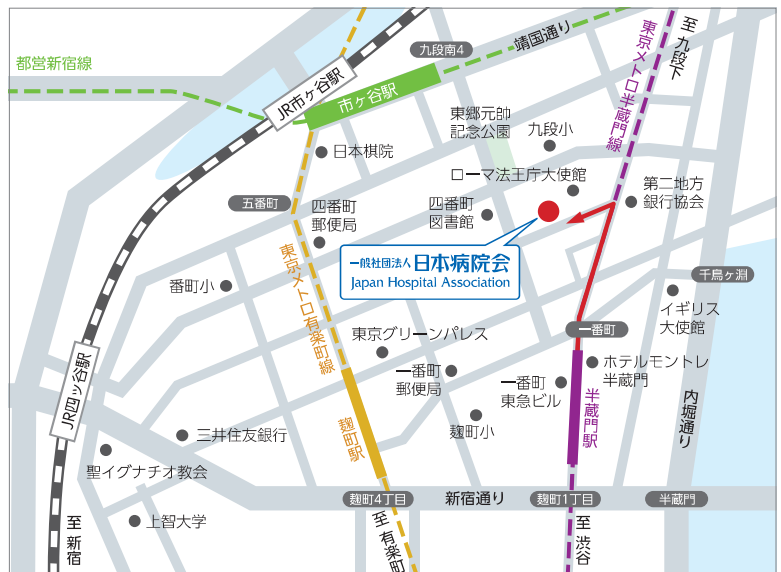 都営新宿線
JR市ヶ谷駅
市ヶ谷駅
九段南4
靖国通り
東京メトロ半蔵門線
至 九段下
日本棋院
東郷元帥
記念公園
九段小
ローマ法王庁大使館
第二地方
銀行協会
五番町
四番町
郵便局
四番町
図書館
一般社団法人 日本病院会
Japan Hospital Association
番町小
東京メトロ有楽町線
千鳥ヶ淵
イギリス
大使館
一番町
東京グリーンパレス
一番町
郵便局
一番町
東急ビル
ホテルモントレ
半蔵門
JR四ッ谷駅
麹町駅
麹町小
半蔵門駅
内堀通り
三井住友銀行
聖イグナチオ教会
上智大学
麹町4丁目
新宿通り
麹町1丁目
半蔵門
至 新宿
至 有楽町
至 渋谷